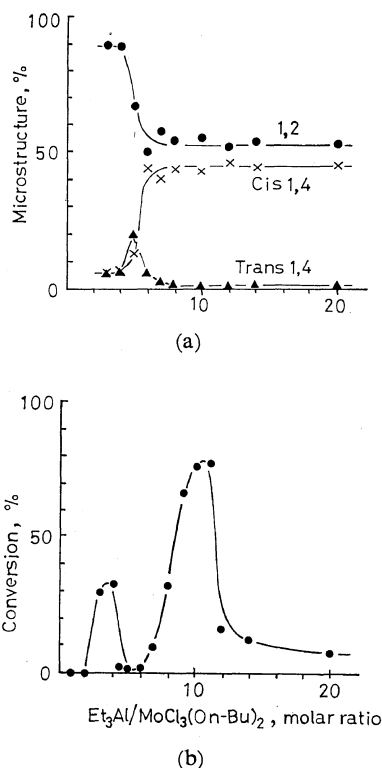 100
Microstructure, %
50
0
1,2
Cis 1,4
Trans 1,4
10
20
(a)
100
Conversion, %
50
0
10
20
Et₃Al/MoCl₃(On-Bu)₂, molar ratio
(b)